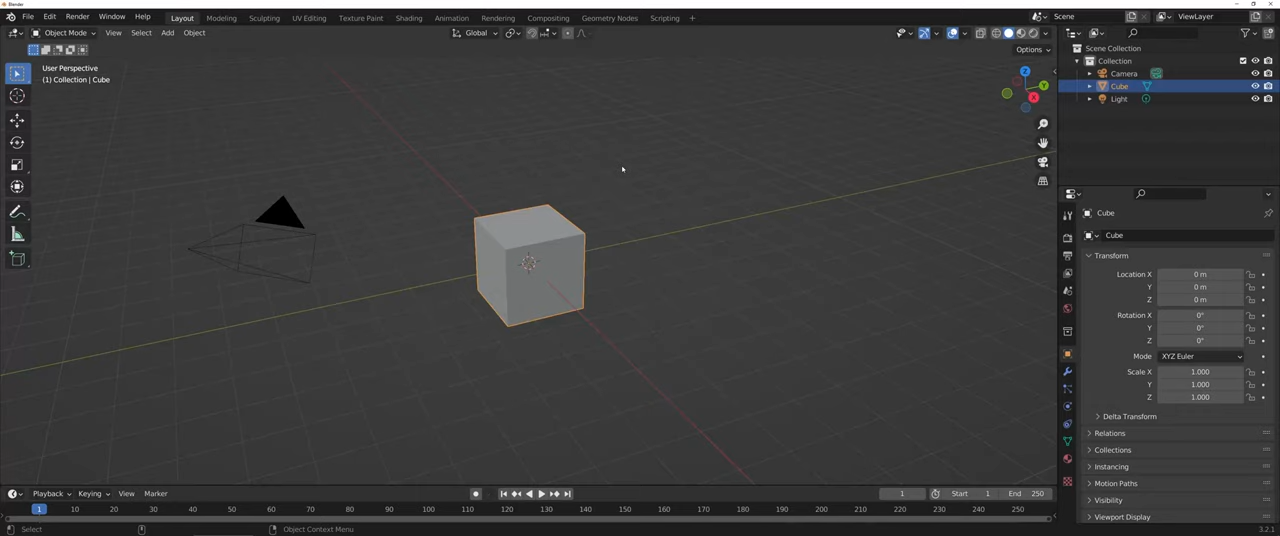 Blender
File Edit Render Window Help Layout Modeling Sculpting UV Editing Texture Paint Shading Animation Rendering Compositing Geometry Nodes Scripting + Scene ViewLayer
Object Mode View Select Add Object Global
Options
User Perspective
(1) Collection | Cube
Z
Y
X
Scene Collection
Collection
Camera
Cube
Light
Cube
Cube
Transform
Location X 0 m
Y 0 m
Z 0 m
Rotation X 0°
Y 0°
Z 0°
Mode XYZ Euler
Scale X 1.000
Y 1.000
Z 1.000
Delta Transform
Relations
Collections
Instancing
Motion Paths
Visibility
Viewport Display
Playback Keying View Marker 1 Start 1 End 250
1 10 20 30 40 50 60 70 80 90 100 110 120 130 140 150 160 170 180 190 200 210 220 230 240 250
Select Object Context Menu 3.2.1